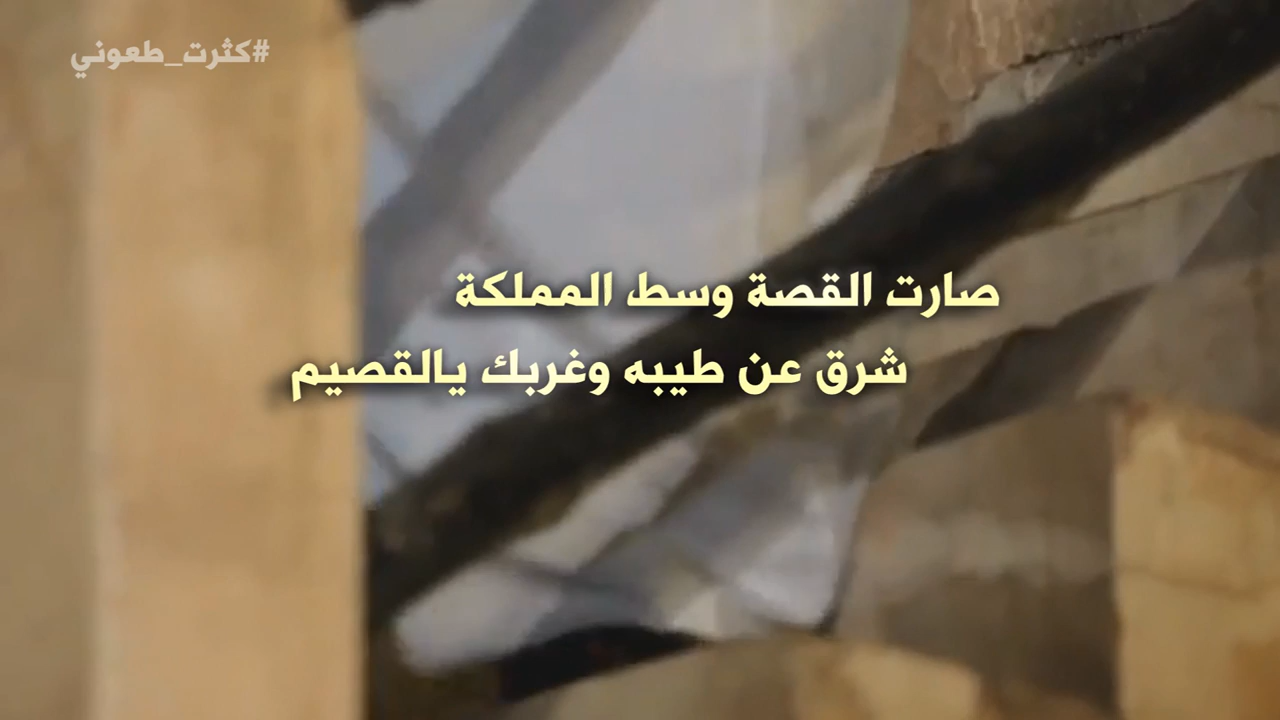 #كثرت_طعوني
صارت القصة وسط المملكة
شرق عن طيبه وغربك يالقصيم